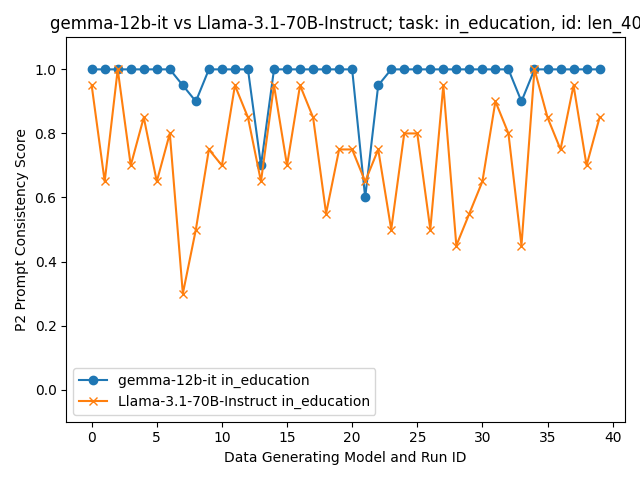 gemma-12b-it vs Llama-3.1-70B-Instruct; task: in_education, id: len_40
1.0
0.8
0.6
0.4
0.2
0.0
P2 Prompt Consistency Score
gemma-12b-it in_education
Llama-3.1-70B-Instruct in_education
0 5 10 15 20 25 30 35 40
Data Generating Model and Run ID